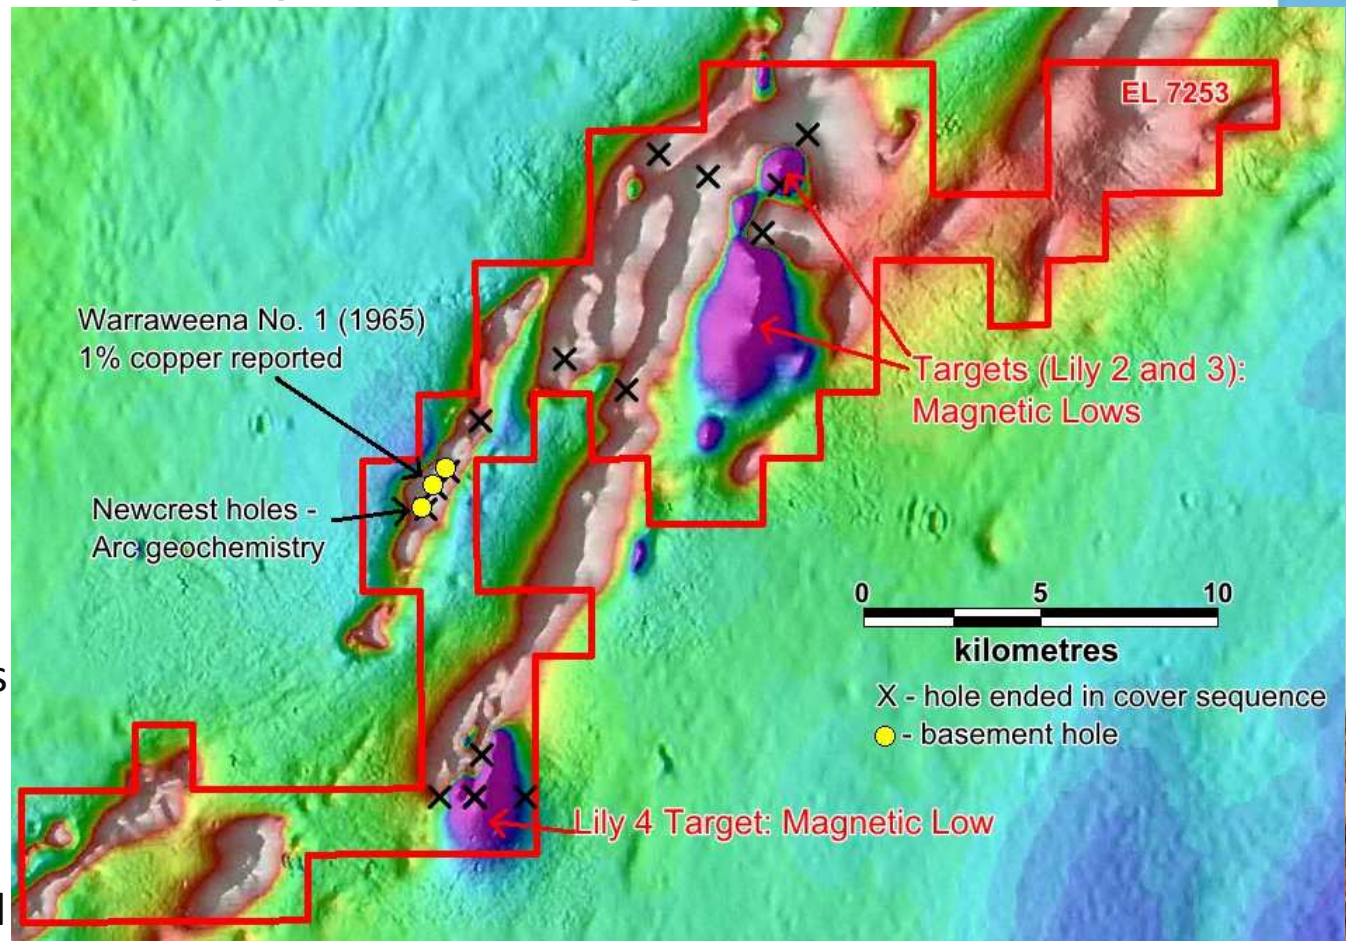 EL 7253
Warraweena No. 1 (1965)
1% copper reported
Targets (Lily 2 and 3):
Magnetic Lows
Newcrest holes -
Arc geochemistry
0 5 10
kilometres
X - hole ended in cover sequence
- basement hole
Lily 4 Target: Magnetic Low